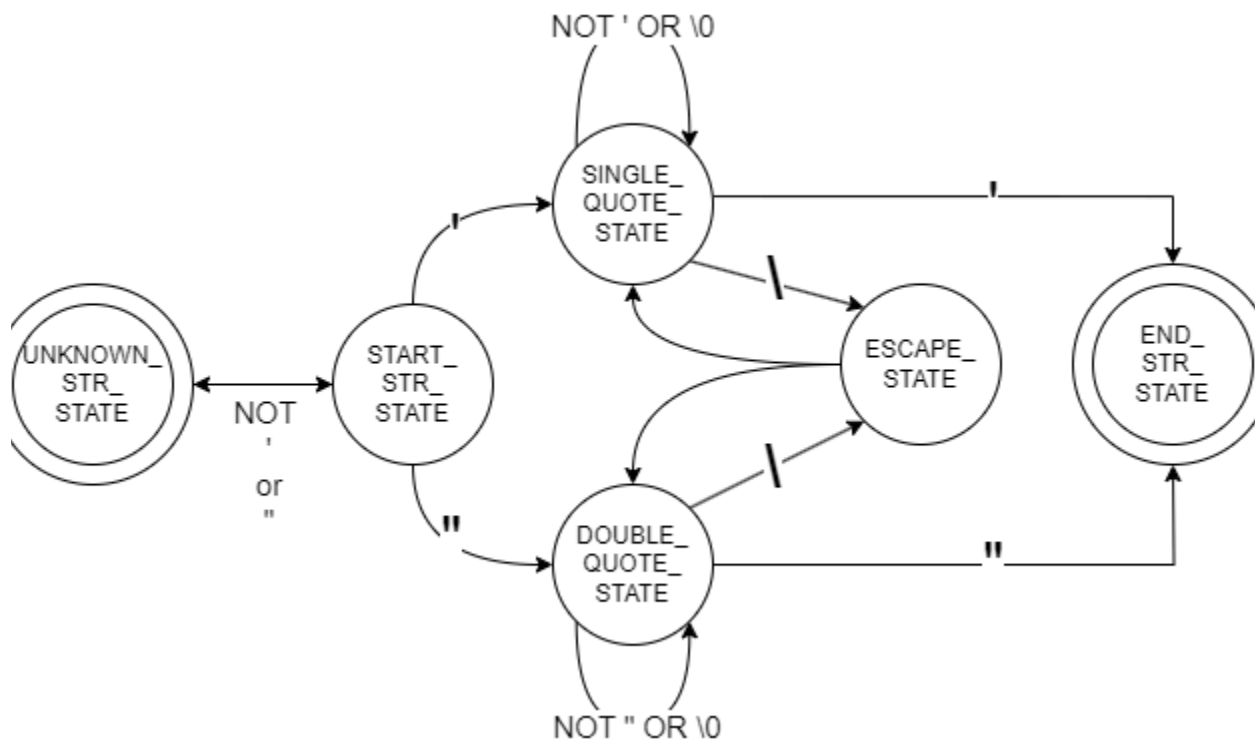 NOT ' OR \0
SINGLE_
QUOTE_
STATE
'
'
\
UNKNOWN_
STR_
STATE
NOT
'
or
"
START_
STR_
STATE
ESCAPE_
STATE
END_
STR_
STATE
\
"
DOUBLE_
QUOTE_
STATE
"
NOT " OR \0